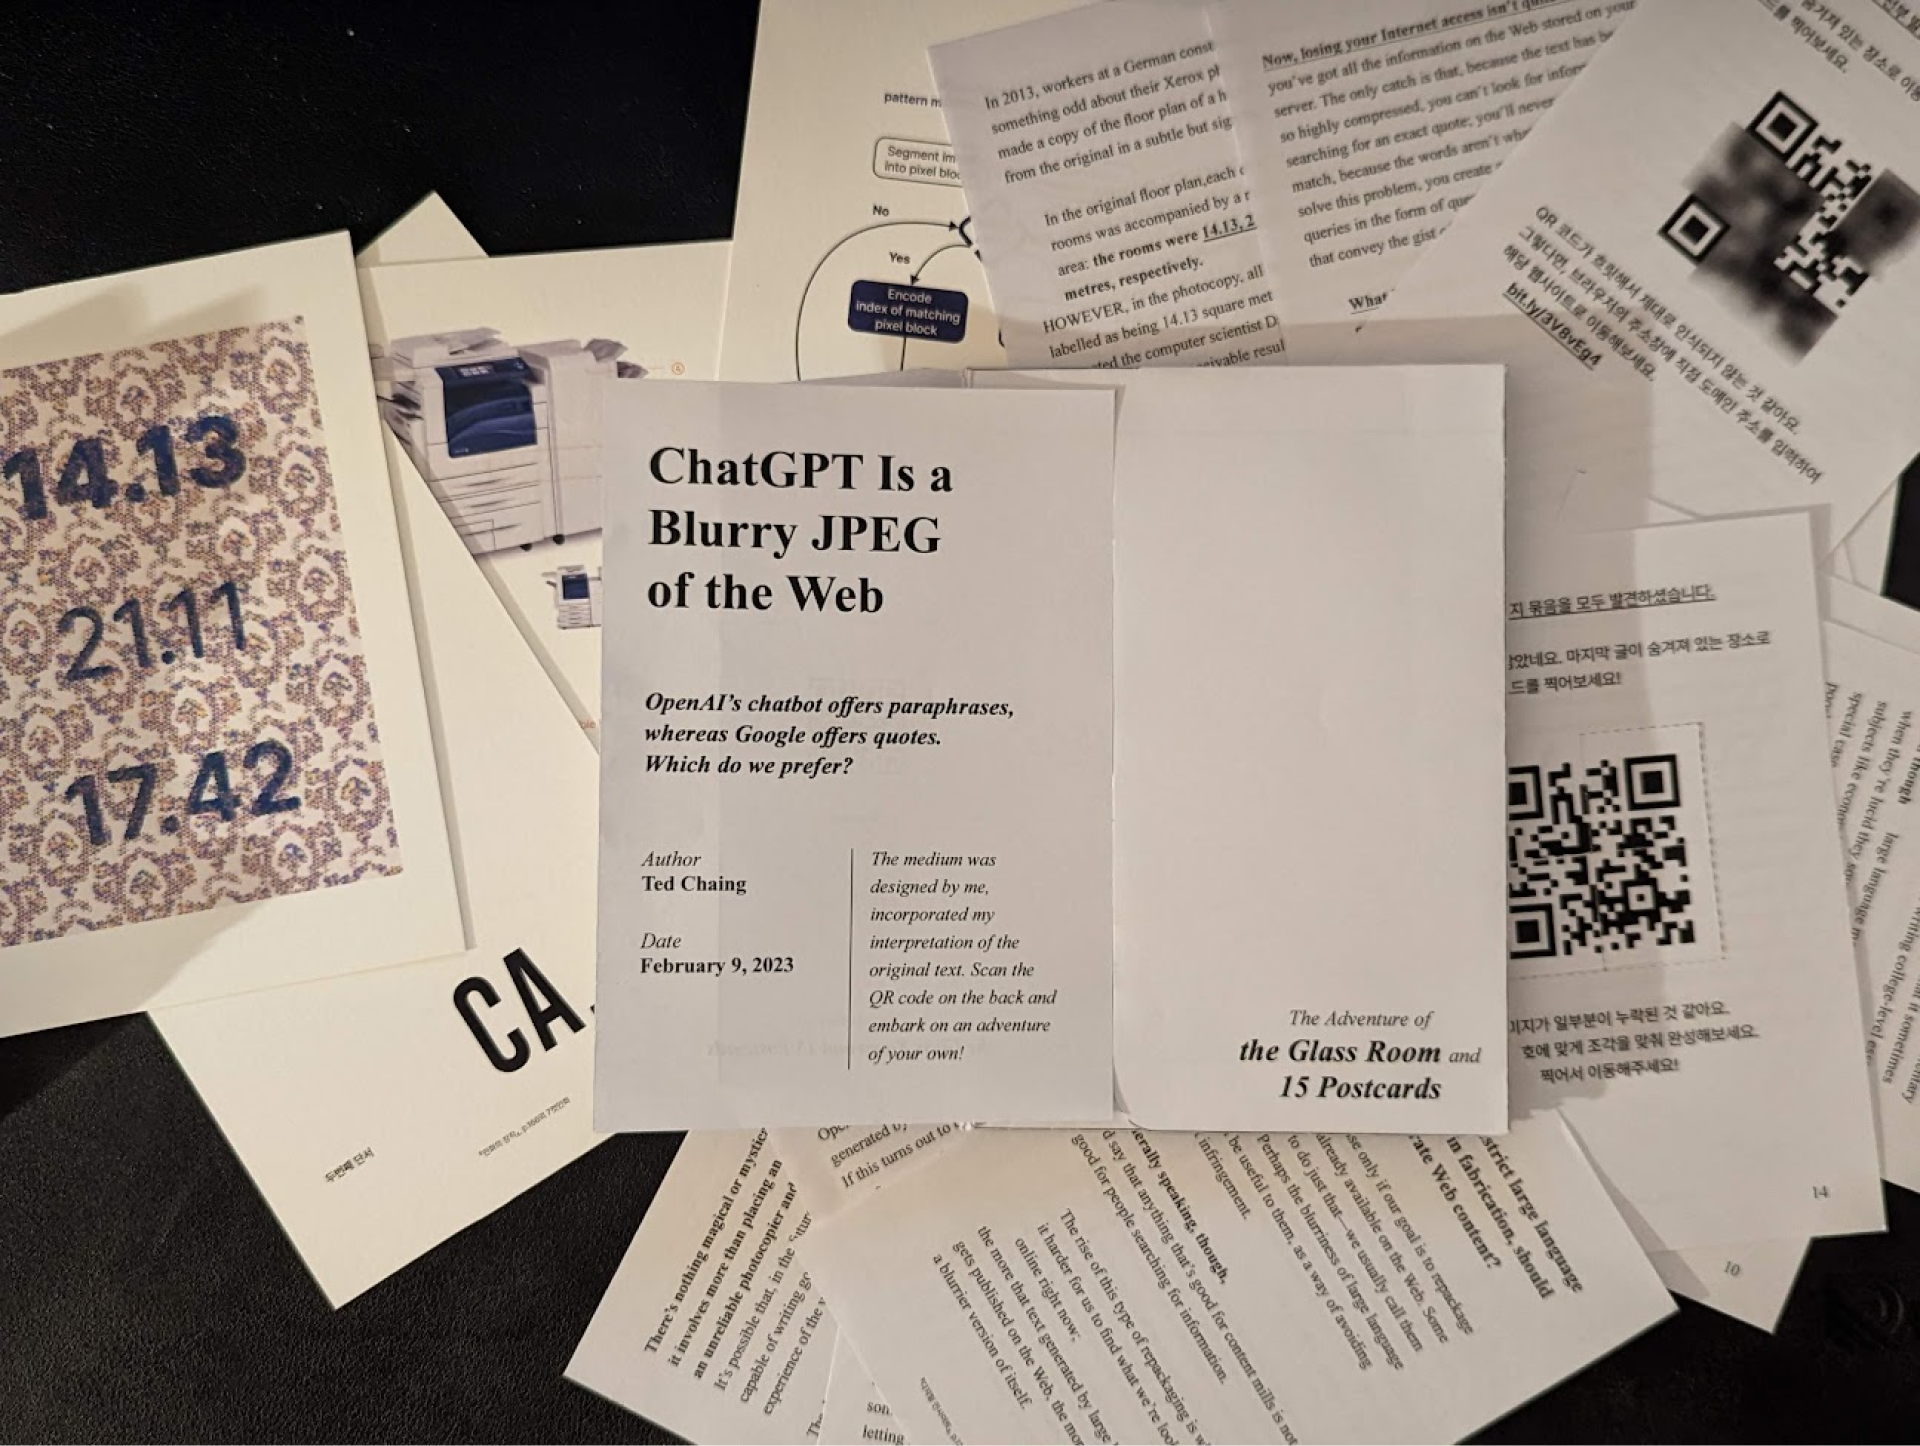 14.13
21.11
17.42
CA
두번째 단서
pattern m
Segment im
into pixel bloc
No
Yes
Encode
index of matching
pixel block
In 2013, workers at a German const
something odd about their Xerox pl
made a copy of the floor plan of a h
from the original in a subtle but sig
In the original floor plan,each c
rooms was accompanied by a r
area: the rooms were 14.13, 2
metres, respectively.
HOWEVER, in the photocopy, all
labelled as being 14.13 square met
the computer scientist D
resul
Now, losing your Internet access isn't
you've got all the information on the Web stored on your
server. The only catch is that, because the text has be
so highly compressed, you can't look for infor
searching for an exact quote; you'll never
match, because the words aren't wha
solve this problem, you create
queries in the form of que
that convey the gist
What
숨겨져 있는 장소로
찍어보세요.
QR 코드가 흐릿해서 제대로 인식되지 않는 것 같아요.
그렇다면, 브라우저의 주소창에 직접 도메인 주소를 입력하여
해당 웹사이트로 이동해보세요.
bit.ly/3V8vEg4
ChatGPT Is a
Blurry JPEG
of the Web
OpenAI's chatbot offers paraphrases,
whereas Google offers quotes.
Which do we prefer?
Author
Ted Chaing
Date
February 9, 2023
The medium was
designed by me,
incorporated my
interpretation of the
original text. Scan the
QR code on the back and
embark on an adventure
of your own!
The Adventure of
the Glass Room and
15 Postcards
지 묶음을 모두 발견하셨습니다.
았네요. 마지막 글이 숨겨져 있는 장소로
드를 찍어보세요!
이지가 일부분이 누락된 것 같아요.
호에 맞게 조각을 맞춰 완성해보세요.
찍어서 이동해주세요!
14
10
though
large language m
when they're lucid they so
subjects like econom
special cas
writing college-level es
that it sometimes
There's nothing magical or mystic
it involves more than placing an
an unreliable photocopier and
It's possible that, in the futur
capable of writing go
experience of the
Ope
generated by
If this turns out to
son
letting
strict large language
in fabrication, should
rate Web content?
se only if our goal is to repackage
already available on the Web. Some
to do just that—we usually call them
Perhaps the blurriness of large language
be useful to them, as a way of avoiding
infringement.
erally speaking, though,
d say that anything that's good for content mills is not
good for people searching for information.
The rise of this type of repackaging is w
it harder for us to find what we're loo
online right now;
the more that text generated by large
gets published on the Web, the mo
a blurrier version of itself.